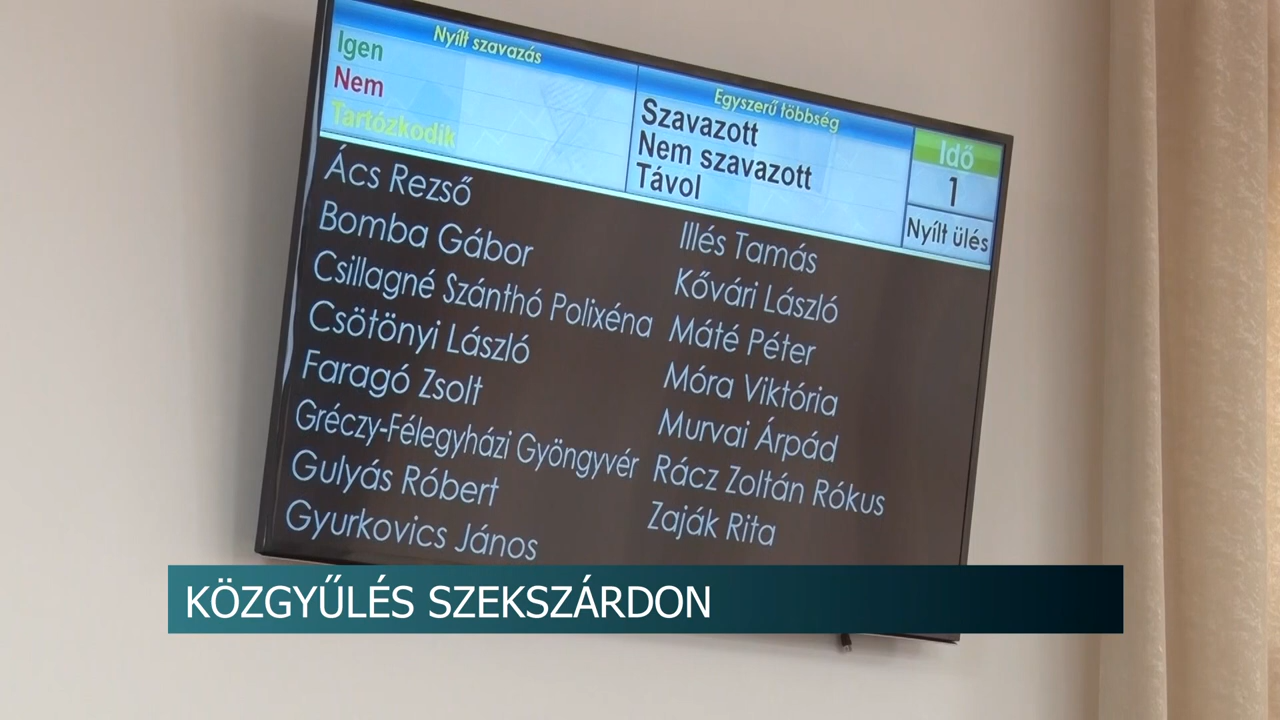 Nyílt szavazás
Igen
Nem
Tartózkodik
Egyszerű többség
Szavazott
Nem szavazott
Távol
Idő
1
Nyílt ülés
Ács Rezső
Bomba Gábor
Csillagné Szánthó Polixéna
Csötönyi László
Faragó Zsolt
Gréczy-Félegyházi Gyöngyvér
Gulyás Róbert
Gyurkovics János
Illés Tamás
Kővári László
Máté Péter
Móra Viktória
Murvai Árpád
Rácz Zoltán Rókus
Zaják Rita
KÖZGYŰLÉS SZEKSZÁRDON